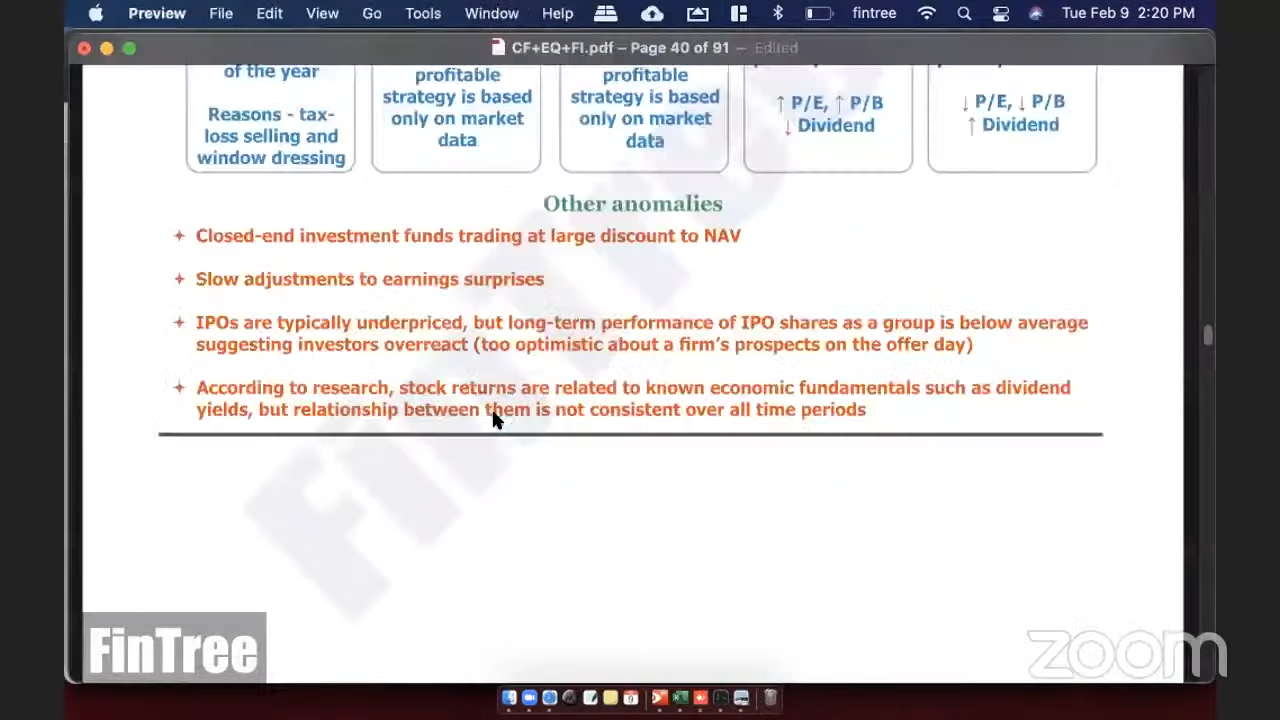 Preview File Edit View Go Tools Window Help fintree Tue Feb 9 2:20 PM
CF+EQ+FI.pdf – Page 40 of 91 — Edited
of the year
Reasons - tax-
loss selling and
window dressing
profitable
strategy is based
only on market
data
profitable
strategy is based
only on market
data
↑ P/E, ↑ P/B
↓ Dividend
↓ P/E, ↓ P/B
↑ Dividend
Other anomalies
Closed-end investment funds trading at large discount to NAV
Slow adjustments to earnings surprises
IPOs are typically underpriced, but long-term performance of IPO shares as a group is below average
suggesting investors overreact (too optimistic about a firm's prospects on the offer day)
According to research, stock returns are related to known economic fundamentals such as dividend
yields, but relationship between them is not consistent over all time periods
FinTree
FinTree
zoom